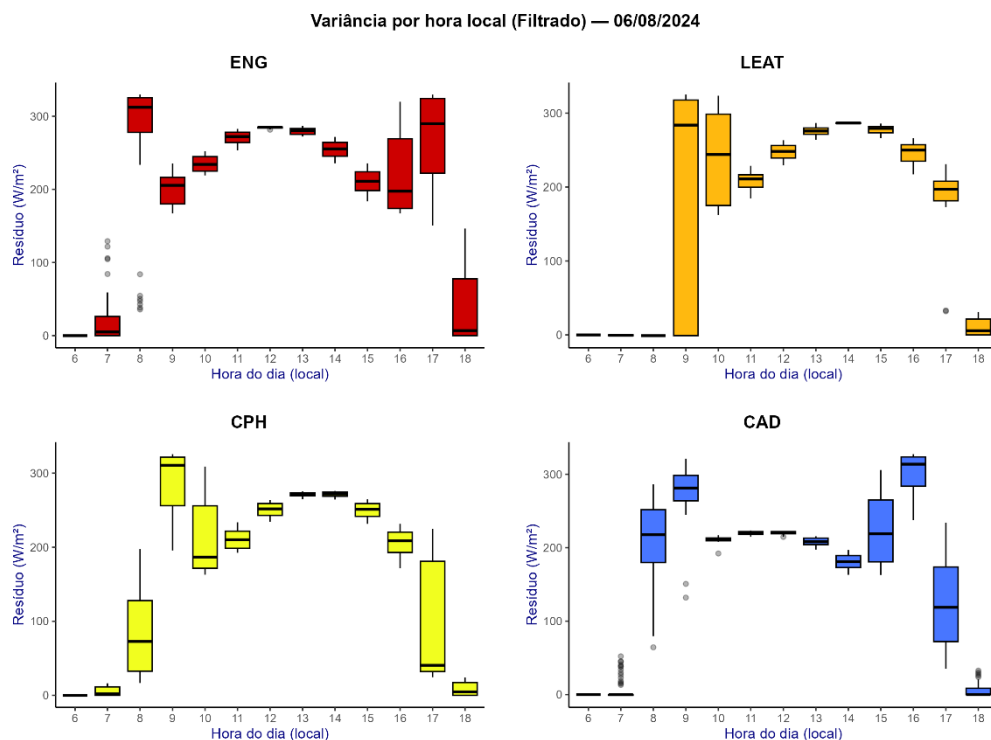 Variância por hora local (Filtrado) — 06/08/2024
ENG
Resíduo (W/m²)
300
200
100
0
6 7 8 9 10 11 12 13 14 15 16 17 18
Hora do dia (local)
LEAT
Resíduo (W/m²)
300
200
100
0
6 7 8 9 10 11 12 13 14 15 16 17 18
Hora do dia (local)
CPH
Resíduo (W/m²)
300
200
100
0
6 7 8 9 10 11 12 13 14 15 16 17 18
Hora do dia (local)
CAD
Resíduo (W/m²)
300
200
100
0
6 7 8 9 10 11 12 13 14 15 16 17 18
Hora do dia (local)